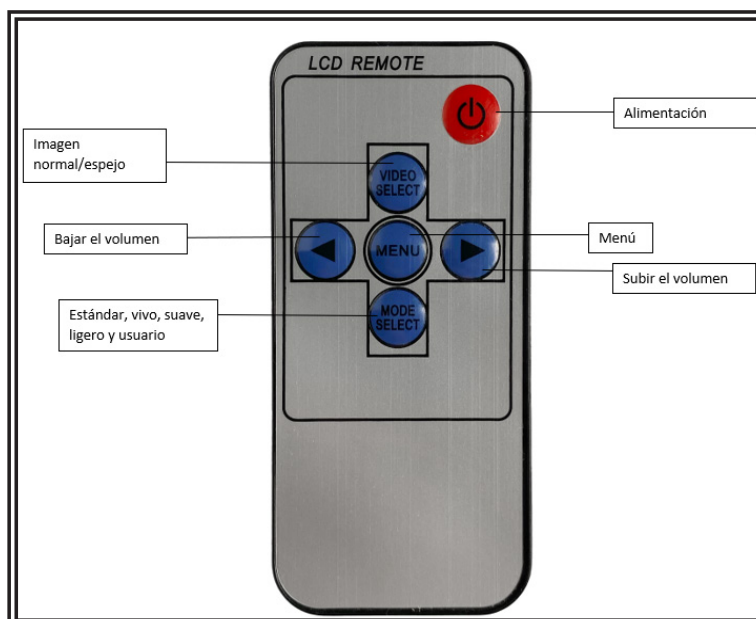 LCD REMOTE
Alimentación
Imagen
normal/espejo
VIDEO
SELECT
Bajar el volumen
MENU
Menú
Subir el volumen
Estándar, vivo, suave,
ligero y usuario
MODE
SELECT